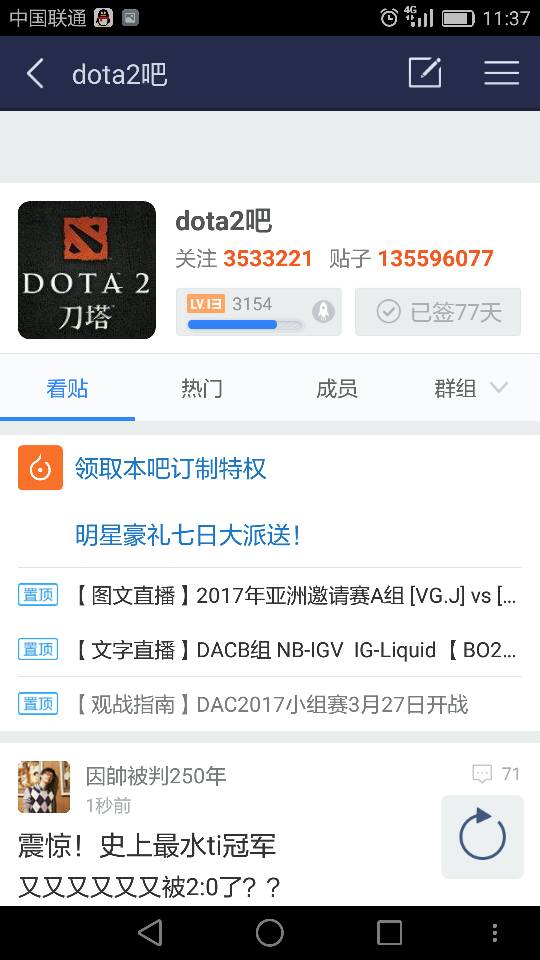 中国联通 4G 11:37
dota2吧
dota2吧
关注 3533221 贴子 135596077
LV.13 3154
已签77天
DOTA 2
刀塔
看贴 热门 成员 群组
领取本吧订制特权
明星豪礼七日大派送！
置顶 【图文直播】2017年亚洲邀请赛A组 [VG.J] vs [...
置顶 【文字直播】DACB组 NB-IGV IG-Liquid 【BO2...
置顶 【观战指南】DAC2017小组赛3月27日开战
因帥被判250年 71
1秒前
震惊！史上最水ti冠军
又又又又又又被2:0了？？